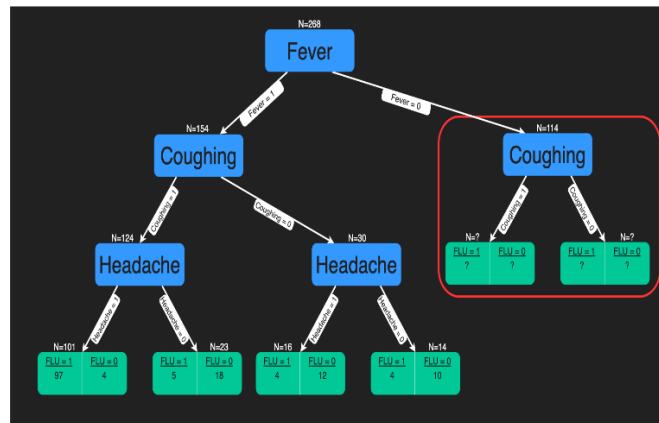 N=268
Fever
Fever = 1
Fever = 0
N=154
Coughing
N=114
Coughing
Coughing = 1
Coughing = 0
Coughing = 1
Coughing = 0
N=124
Headache
N=30
Headache
N=?
FLU = 1 FLU = 0
? ?
N=?
FLU = 1 FLU = 0
? ?
Headache = 1
Headache = 0
Headache = 1
Headache = 0
N=101
FLU = 1 FLU = 0
97 4
N=23
FLU = 1 FLU = 0
5 18
N=16
FLU = 1 FLU = 0
4 12
N=14
FLU = 1 FLU = 0
4 10